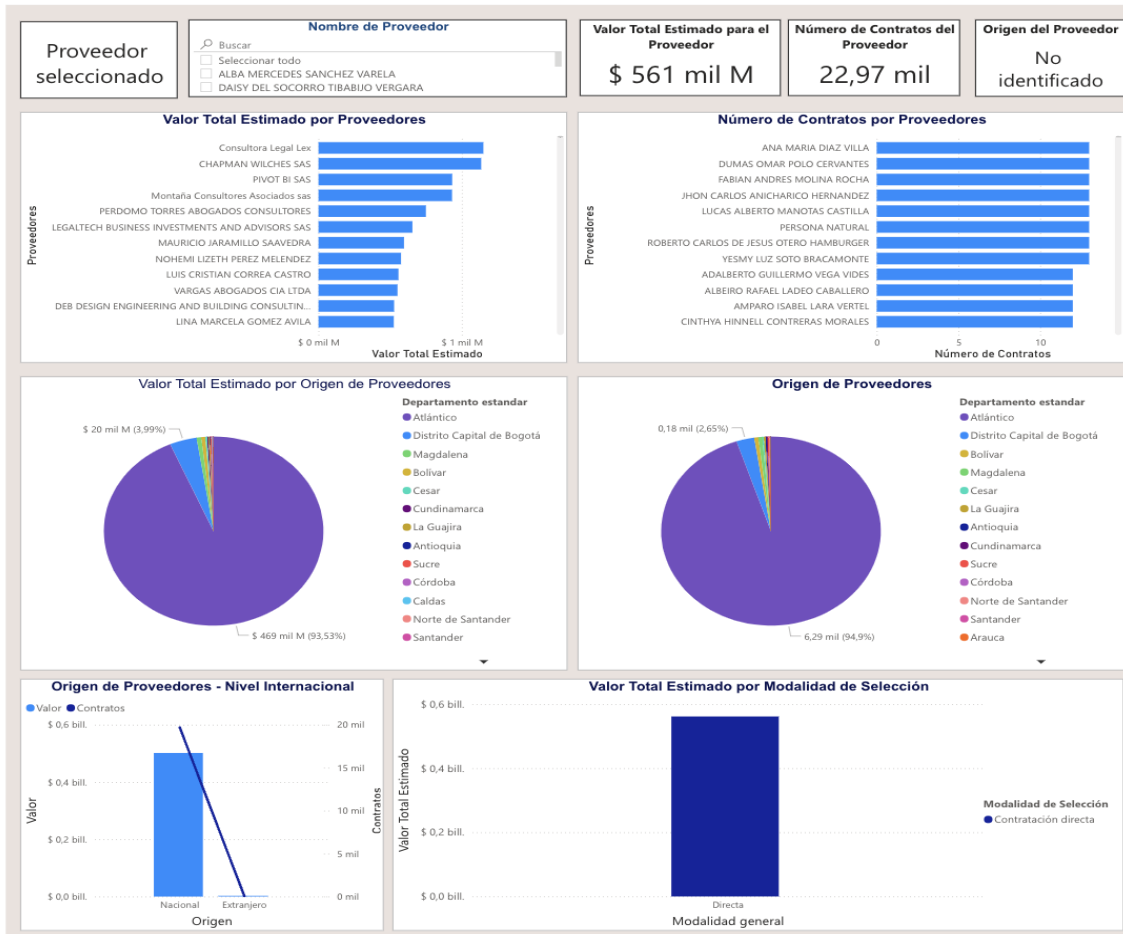 Proveedor
seleccionado
Nombre de Proveedor
Buscar
Seleccionar todo
ALBA MERCEDES SANCHEZ VARELA
DAISY DEL SOCORRO TIBABIJO VERGARA
Valor Total Estimado para el
Proveedor
$ 561 mil M
Número de Contratos del
Proveedor
22,97 mil
Origen del Proveedor
No
identificado
Valor Total Estimado por Proveedores
Proveedores
Consultora Legal Lex
CHAPMAN WILCHES SAS
PIVOT BI SAS
Montaña Consultores Asociados sas
PERDOMO TORRES ABOGADOS CONSULTORES
LEGALTECH BUSINESS INVESTMENTS AND ADVISORS SAS
MAURICIO JARAMILLO SAAVEDRA
NOHEMI LIZETH PEREZ MELENDEZ
LUIS CRISTIAN CORREA CASTRO
VARGAS ABOGADOS CIA LTDA
DEB DESIGN ENGINEERING AND BUILDING CONSULTIN...
LINA MARCELA GOMEZ AVILA
$ 0 mil M $ 1 mil M
Valor Total Estimado
Número de Contratos por Proveedores
Proveedores
ANA MARIA DIAZ VILLA
DUMAS OMAR POLO CERVANTES
FABIAN ANDRES MOLINA ROCHA
JHON CARLOS ANICHARICO HERNANDEZ
LUCAS ALBERTO MANOTAS CASTILLA
PERSONA NATURAL
ROBERTO CARLOS DE JESUS OTERO HAMBURGER
YESMY LUZ SOTO BRACAMONTE
ADALBERTO GUILLERMO VEGA VIDES
ALBEIRO RAFAEL LADEO CABALLERO
AMPARO ISABEL LARA VERTEL
CINTHYA HINNELL CONTRERAS MORALES
0 5 10
Número de Contratos
Valor Total Estimado por Origen de Proveedores
$ 20 mil M (3,99%)
$ 469 mil M (93,53%)
Departamento estandar
Atlántico
Distrito Capital de Bogotá
Magdalena
Bolívar
Cesar
Cundinamarca
La Guajira
Antioquia
Sucre
Córdoba
Caldas
Norte de Santander
Santander
Origen de Proveedores
0,18 mil (2,65%)
6,29 mil (94,9%)
Departamento estandar
Atlántico
Distrito Capital de Bogotá
Bolívar
Magdalena
Cesar
La Guajira
Antioquia
Cundinamarca
Sucre
Córdoba
Norte de Santander
Santander
Arauca
Origen de Proveedores - Nivel Internacional
Valor Contratos
Valor
$ 0,6 bill.
$ 0,4 bill.
$ 0,2 bill.
$ 0,0 bill.
20 mil
15 mil
10 mil
5 mil
0 mil
Contratos
Nacional Extranjero
Origen
Valor Total Estimado por Modalidad de Selección
Valor Total Estimado
$ 0,6 bill.
$ 0,4 bill.
$ 0,2 bill.
$ 0,0 bill.
Directa
Modalidad general
Modalidad de Selección
Contratación directa